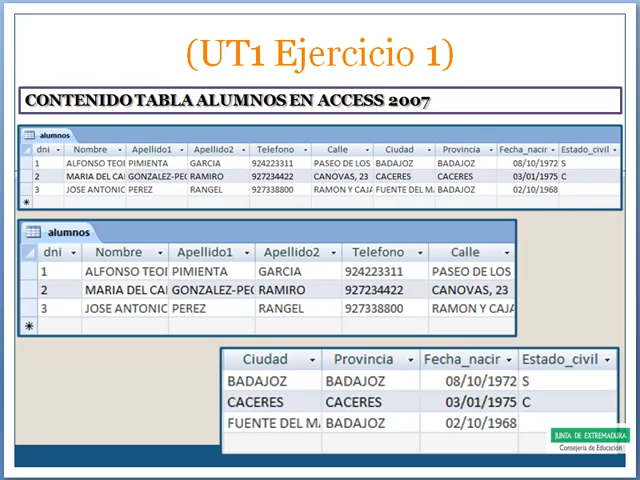 (UT1 Ejercicio 1)
CONTENIDO TABLA ALUMNOS EN ACCESS 2007
alumnos
dni Nombre Apellido1 Apellido2 Telefono Calle Ciudad Provincia Fecha_nacir Estado_civil
1 ALFONSO TEOI PIMIENTA GARCIA 924223311 PASEO DE LOS BADAJOZ BADAJOZ 08/10/1972 S
2 MARIA DEL CAI GONZALEZ-PEC RAMIRO 927234422 CANOVAS, 23 CACERES CACERES 03/01/1975 C
3 JOSE ANTONIC PEREZ RANGEL 927338800 RAMON Y CAJA FUENTE DEL MA BADAJOZ 02/10/1968
*
alumnos
dni Nombre Apellido1 Apellido2 Telefono Calle
1 ALFONSO TEOI PIMIENTA GARCIA 924223311 PASEO DE LOS
2 MARIA DEL CAI GONZALEZ-PEC RAMIRO 927234422 CANOVAS, 23
3 JOSE ANTONIC PEREZ RANGEL 927338800 RAMON Y CAJA
*
Ciudad Provincia Fecha_nacir Estado_civil
BADAJOZ BADAJOZ 08/10/1972 S
CACERES CACERES 03/01/1975 C
FUENTE DEL MA BADAJOZ 02/10/1968
JUNTA DE EXTREMADURA
Consejería de Educación